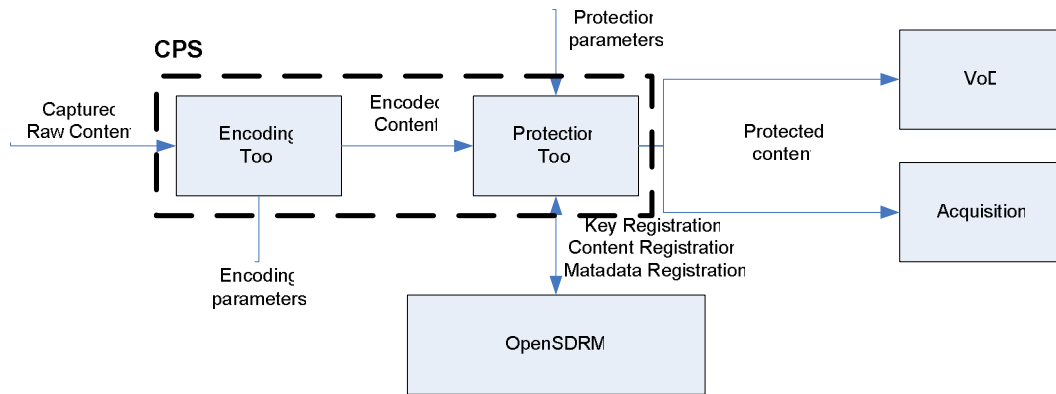 Protection
parameters
CPS
VoD
Captured
Raw Content
Encoding
Too
Encoded
Content
Protection
Too
Protected
content
Key Registration
Content Registration
Matadata Registration
Acquisition
Encoding
parameters
OpenSDRM